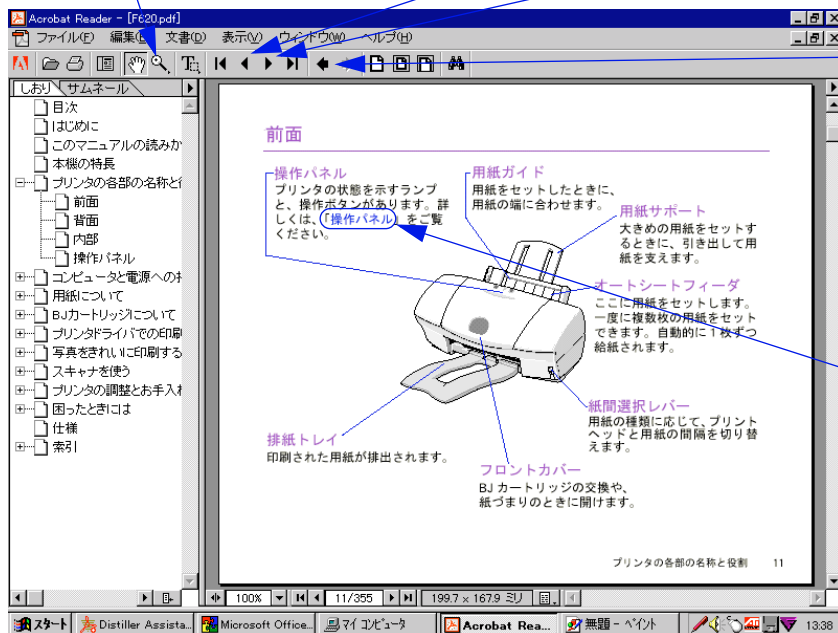 Acrobat Reader - [F620.pdf]
ファイル(F) 編集(E) 文書(D) 表示(V) ウィンドウ(W) ヘルプ(H)
しおり サムネール
目次
はじめに
このマニュアルの読みか
本機の特長
プリンタの各部の名称と
前面
背面
内部
操作パネル
コンピュータと電源への
用紙について
BJカートリッジについて
プリンタドライバでの印刷
写真をきれいに印刷する
スキャナを使う
プリンタの調整とお手入
困ったときには
仕様
索引
前面
操作パネル
プリンタの状態を示すランプ
と、操作ボタンがあります。詳
しくは、「操作パネル」をご覧
ください。
用紙ガイド
用紙をセットしたときに、
用紙の端に合わせます。
用紙サポート
大きめの用紙をセットす
るときに、引き出して用
紙を支えます。
オートシートフィーダ
ここに用紙をセットします。
一度に複数枚の用紙をセット
できます。自動的に1枚ずつ
給紙されます。
紙間選択レバー
用紙の種類に応じて、プリント
ヘッドと用紙の間隔を切り替
えます。
排紙トレイ
印刷された用紙が排出されます。
フロントカバー
BJ カートリッジの交換や、
紙づまりのときに開けます。
プリンタの各部の名称と役割 11
100% 11/355 199.7 x 167.9 ミリ
スタート Distiller Assista... Microsoft Office... マイ コンピュータ Acrobat Rea... 無題 - ペイント 13:38